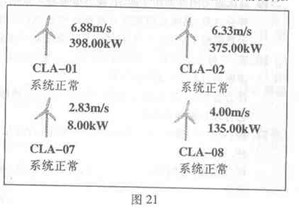 6.88m/s
398.00kW
CLA-01
系统正常
6.33m/s
375.00kW
CLA-02
系统正常
2.83m/s
8.00kW
CLA-07
系统正常
4.00m/s
135.00kW
CLA-08
系统正常
图 21